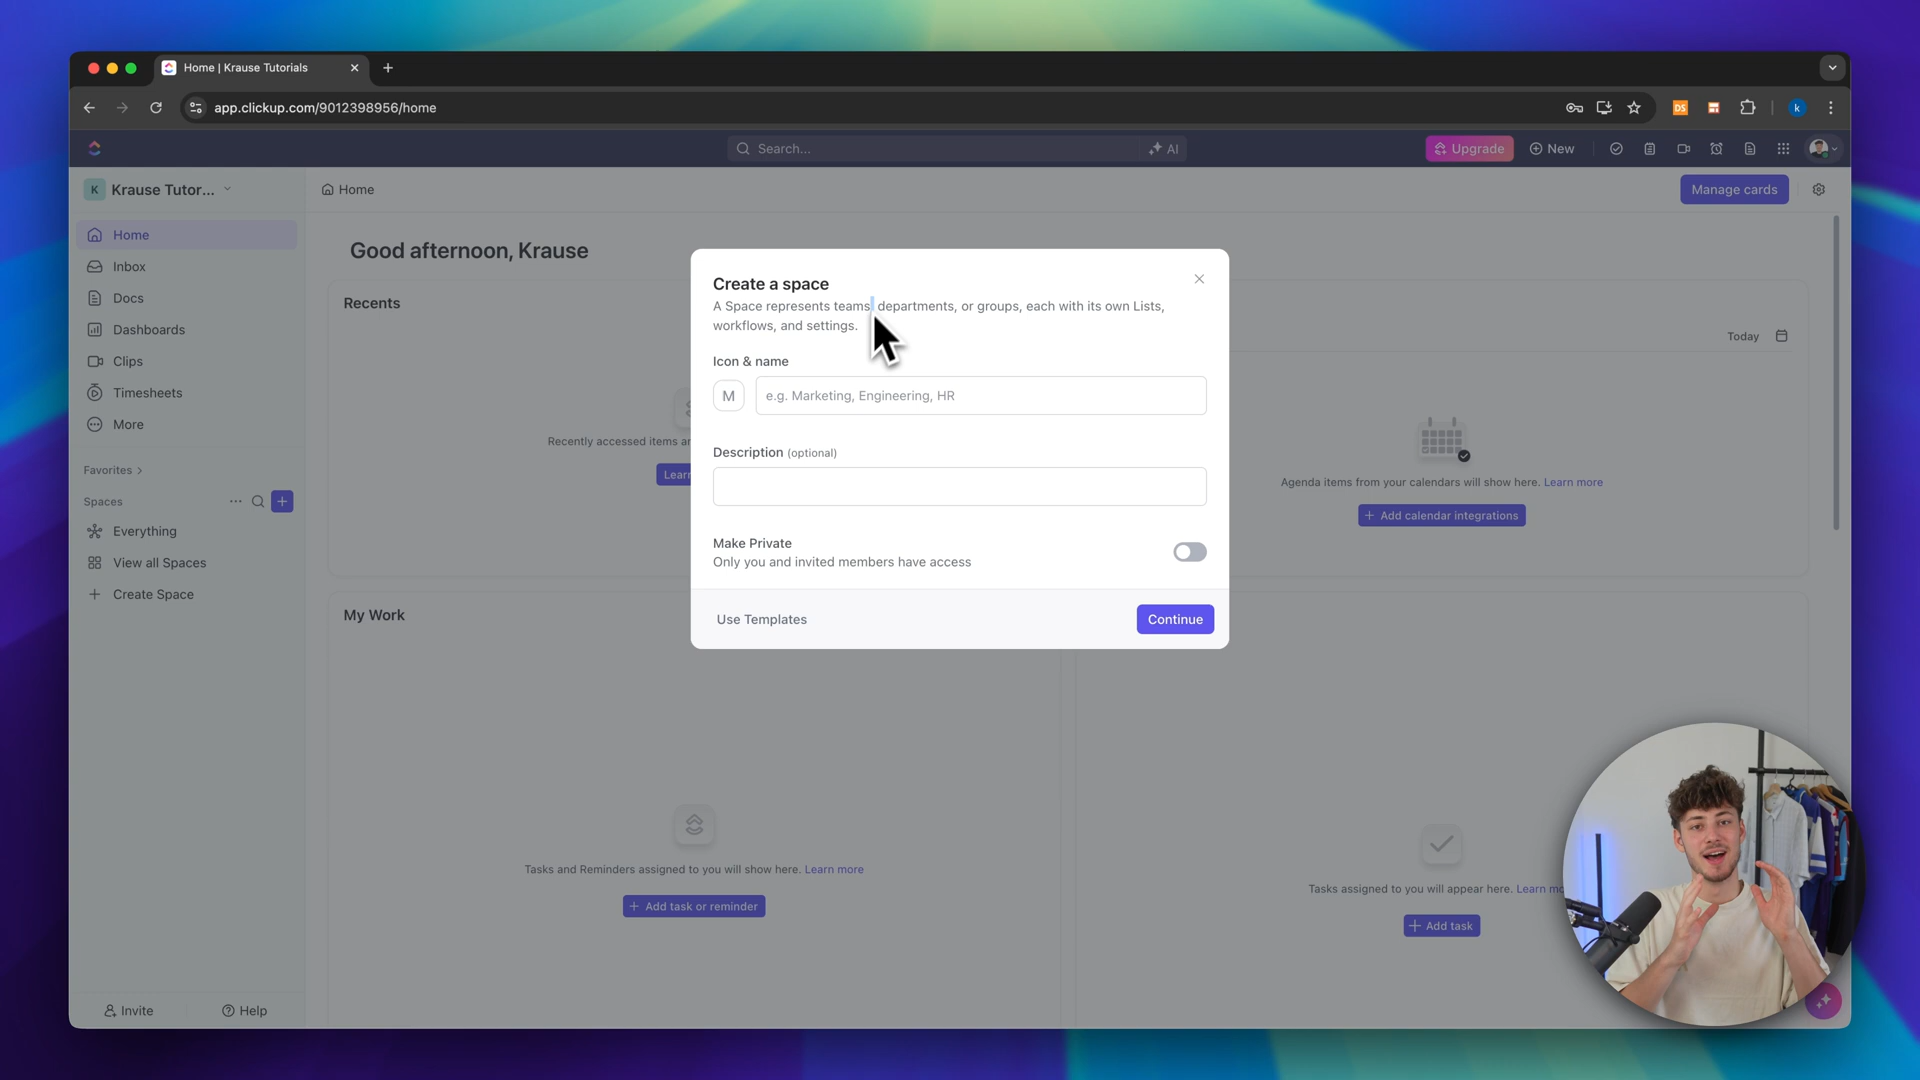 Home | Krause Tutorials
app.clickup.com/9012398956/home
DS
k
Search...
AI
Upgrade
New
K
Krause Tutor...
Home
Manage cards
Home
Inbox
Docs
Dashboards
Clips
Timesheets
More
Favorites
Spaces
Everything
View all Spaces
Create Space
Invite
Help
Good afternoon, Krause
Recents
Recently accessed items
Create a space
A Space represents teams, departments, or groups, each with its own Lists,
workflows, and settings.
Icon & name
M
e.g. Marketing, Engineering, HR
Description (optional)
Make Private
Only you and invited members have access
Use Templates
Continue
Today
Agenda items from your calendars will show here. Learn more
Add calendar integrations
My Work
Tasks and Reminders assigned to you will show here. Learn more
Add task or reminder
Tasks assigned to you will appear here. Learn
Add task